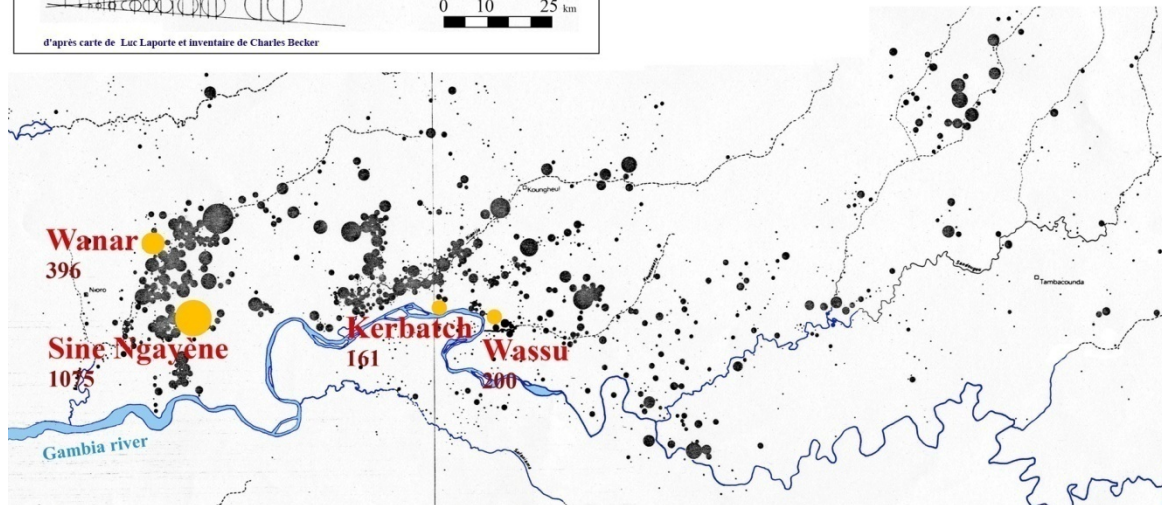 0 10 25 km
d'après carte de Luc Laporte et inventaire de Charles Becker
Koungheul
Wanar
396
Nioro
Tambacounda
Sandougou
Kerbatch
161
Sine Ngayène
1075
Wassu
200
Gambia river